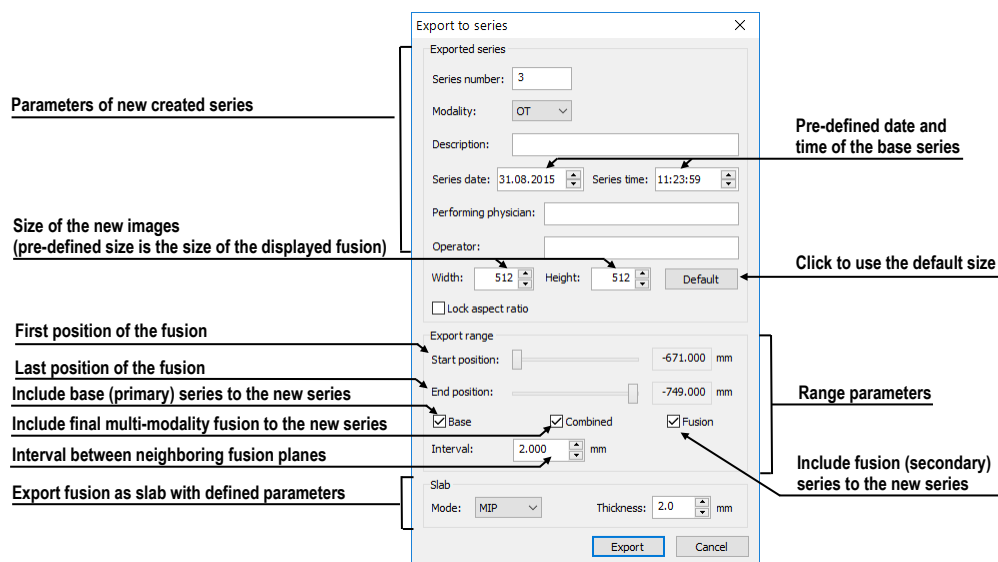 Export to series
Exported series
Series number: 3
Parameters of new created series
Modality: OT
Pre-defined date and
time of the base series
Description:
Series date: 31.08.2015 Series time: 11:23:59
Performing physician:
Size of the new images
(pre-defined size is the size of the displayed fusion)
Operator:
Click to use the default size
Width: 512 Height: 512 Default
Lock aspect ratio
First position of the fusion
Export range
Start position: -671.000 mm
Last position of the fusion
End position: -749.000 mm
Include base (primary) series to the new series
Range parameters
Base Combined Fusion
Include final multi-modality fusion to the new series
Interval: 2.000 mm
Interval between neighboring fusion planes
Include fusion (secondary)
series to the new series
Export fusion as slab with defined parameters
Slab
Mode: MIP Thickness: 2.0 mm
Export Cancel